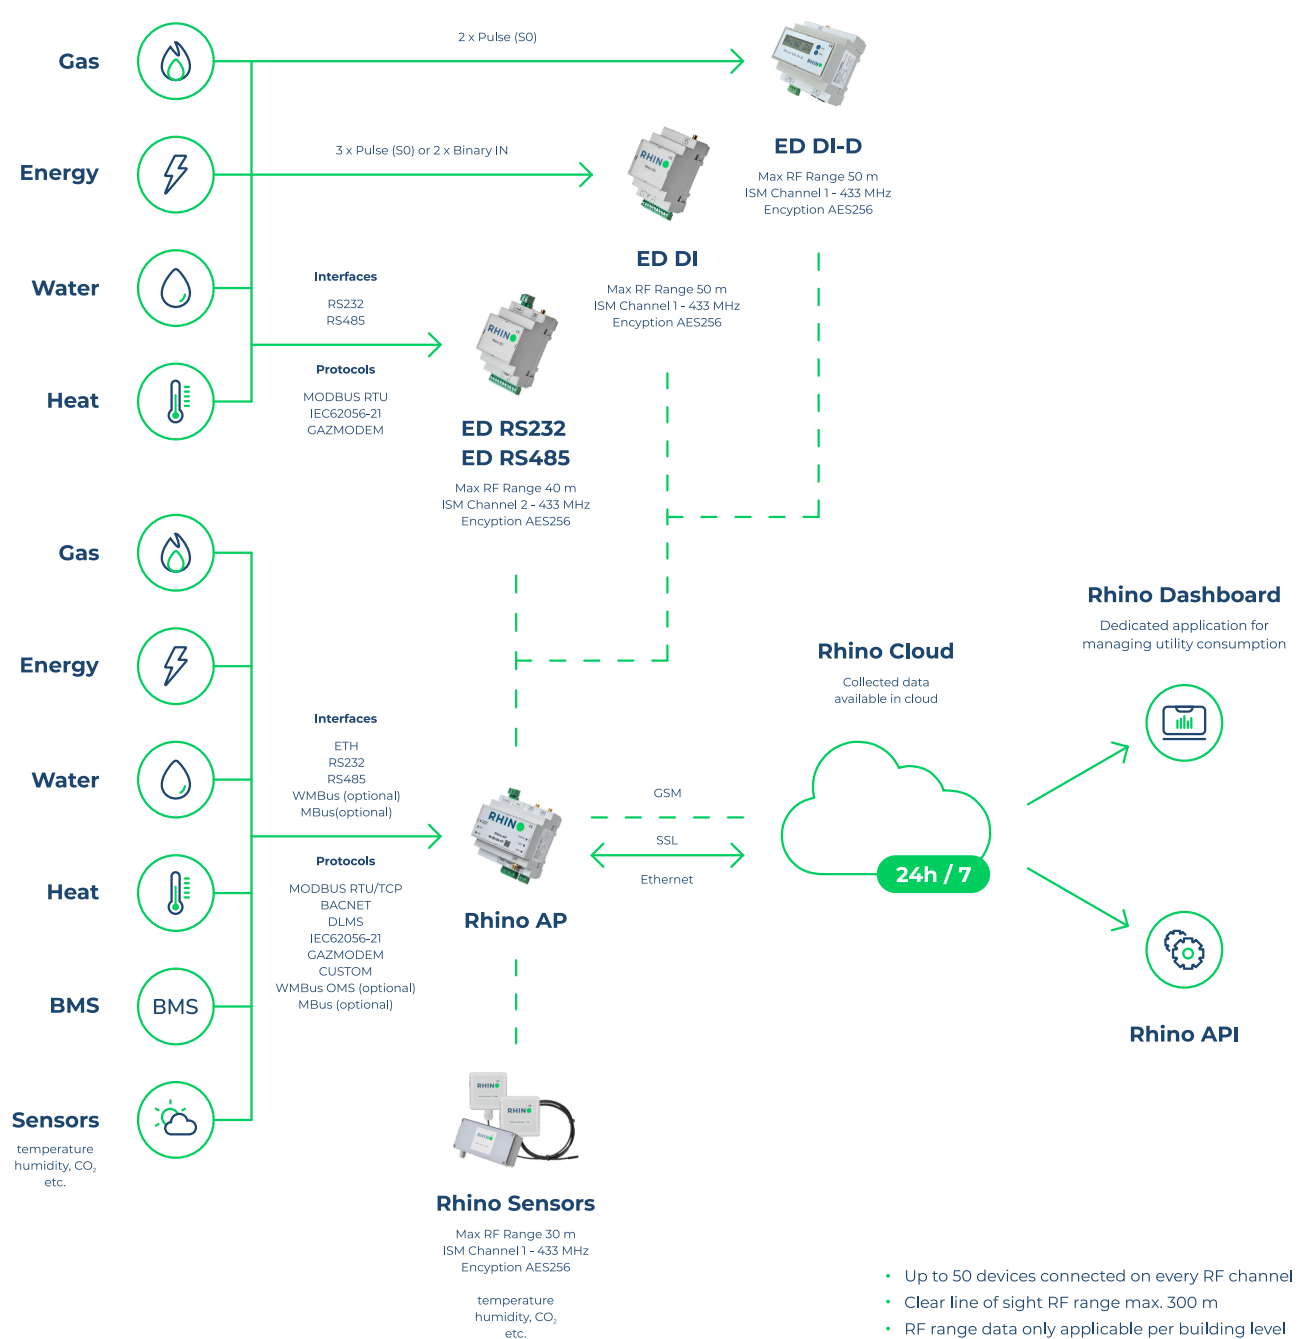 Gas
2 x Pulse (S0)
RHINO
ED DI-D
Max RF Range 50 m
ISM Channel 1 - 433 MHz
Encyption AES256
Energy
3 x Pulse (S0) or 2 x Binary IN
RHINO
ED DI
Max RF Range 50 m
ISM Channel 1 - 433 MHz
Encyption AES256
Water
Interfaces
RS232
RS485
Heat
Protocols
MODBUS RTU
IEC62056-21
GAZMODEM
RHINO
ED RS232
ED RS485
Max RF Range 40 m
ISM Channel 2 - 433 MHz
Encyption AES256
Gas
Energy
Water
Heat
BMS
BMS
Sensors
temperature
humidity, CO₂
etc.
Interfaces
ETH
RS232
RS485
WMBus (optional)
MBus(optional)
Protocols
MODBUS RTU/TCP
BACNET
DLMS
IEC62056-21
GAZMODEM
CUSTOM
WMBus OMS (optional)
MBus (optional)
RHINO
Rhino AP
GSM
SSL
Ethernet
Rhino Cloud
Collected data
available in cloud
24h / 7
Rhino Dashboard
Dedicated application for
managing utility consumption
Rhino API
RHINO
RHINO
RHINO
Rhino Sensors
Max RF Range 30 m
ISM Channel 1 - 433 MHz
Encyption AES256
temperature
humidity, CO₂
etc.
• Up to 50 devices connected on every RF channel
• Clear line of sight RF range max. 300 m
• RF range data only applicable per building level